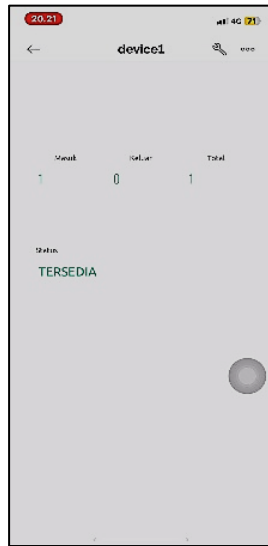 20.21 4G 71
device1
Masuk Keluar Total
1 0 1
Status
TERSEDIA